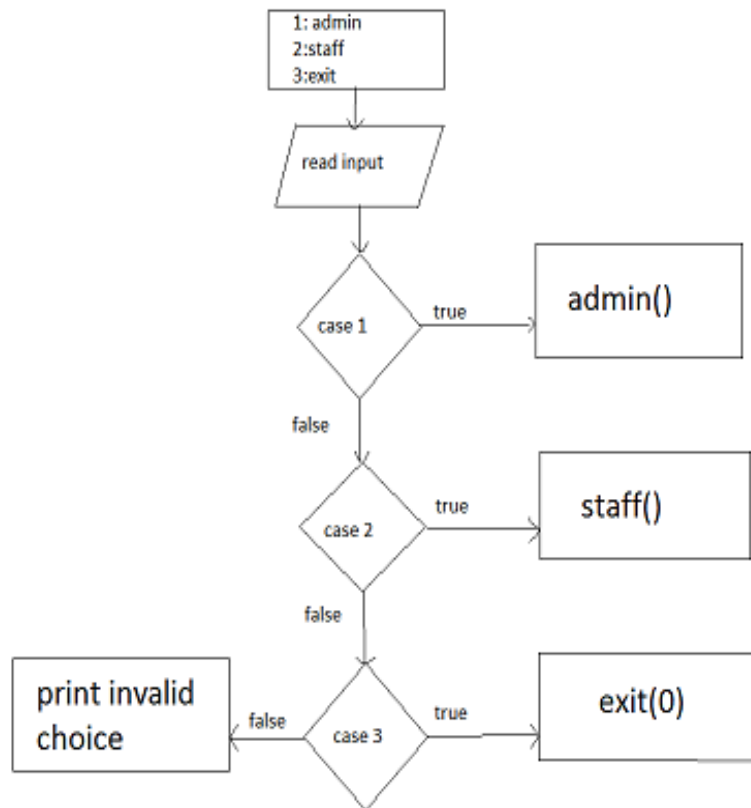 1: admin
2:staff
3:exit
read input
case 1
true
admin()
false
case 2
true
staff()
false
case 3
true
exit(0)
false
print invalid
choice